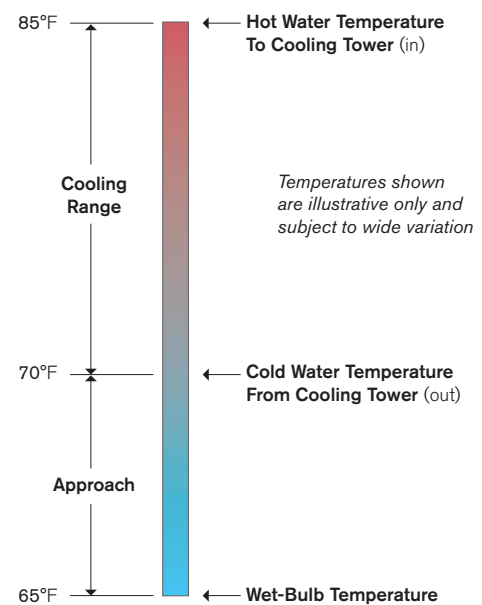 85°F
Hot Water Temperature
To Cooling Tower (in)
Cooling
Range
Temperatures shown
are illustrative only and
subject to wide variation
70°F
Cold Water Temperature
From Cooling Tower (out)
Approach
65°F
Wet-Bulb Temperature